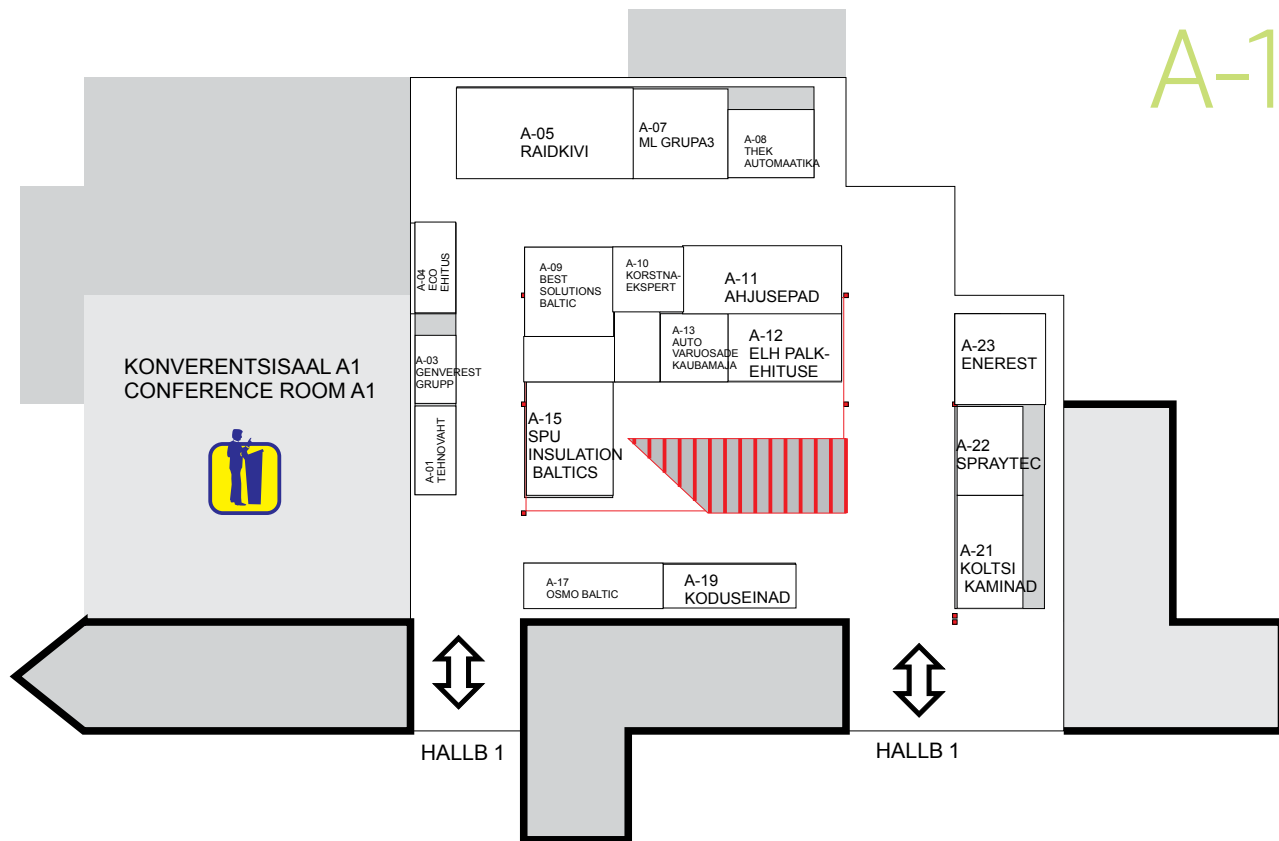 A-1
A-05
RAIDKIVI
A-07
ML GRUPA3
A-08
THEK
AUTOMAATIKA
A-04
ECO
EHITUS
A-09
BEST
SOLUTIONS
BALTIC
A-10
KORSTNA-
EKSPERT
A-11
AHJUSEPAD
A-13
AUTO
VARUOSADE
KAUBAMAJA
A-12
ELH PALK-
EHITUSE
A-23
ENEREST
KONVERENTSISAAL A1
CONFERENCE ROOM A1
A-03
GENVEREST
GRUPP
A-01
TEHNOVAHT
A-15
SPU
INSULATION
BALTICS
A-22
SPRAYTEC
A-21
KOLTSI
KAMINAD
A-17
OSMO BALTIC
A-19
KODUSEINAD
HALLB 1
HALLB 1